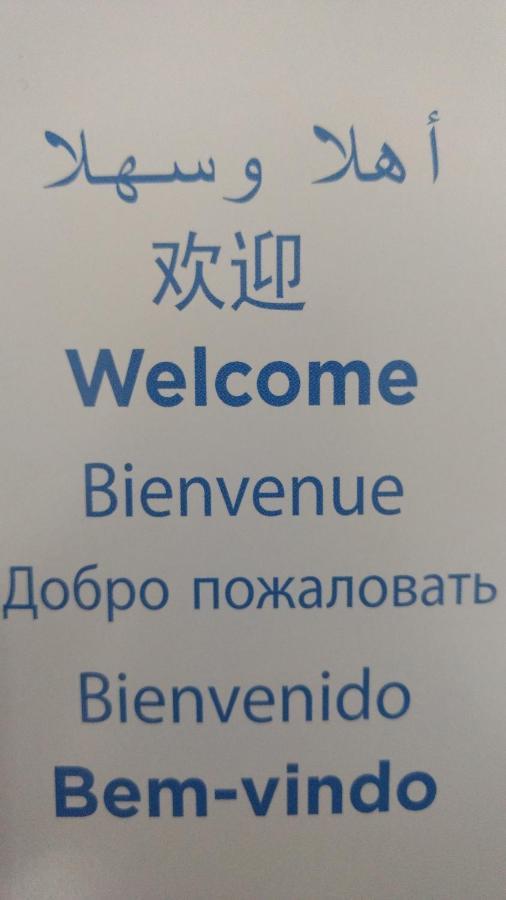 أهلا وسهلا
欢迎
Welcome
Bienvenue
Добро пожаловать
Bienvenido
Bem-vindo